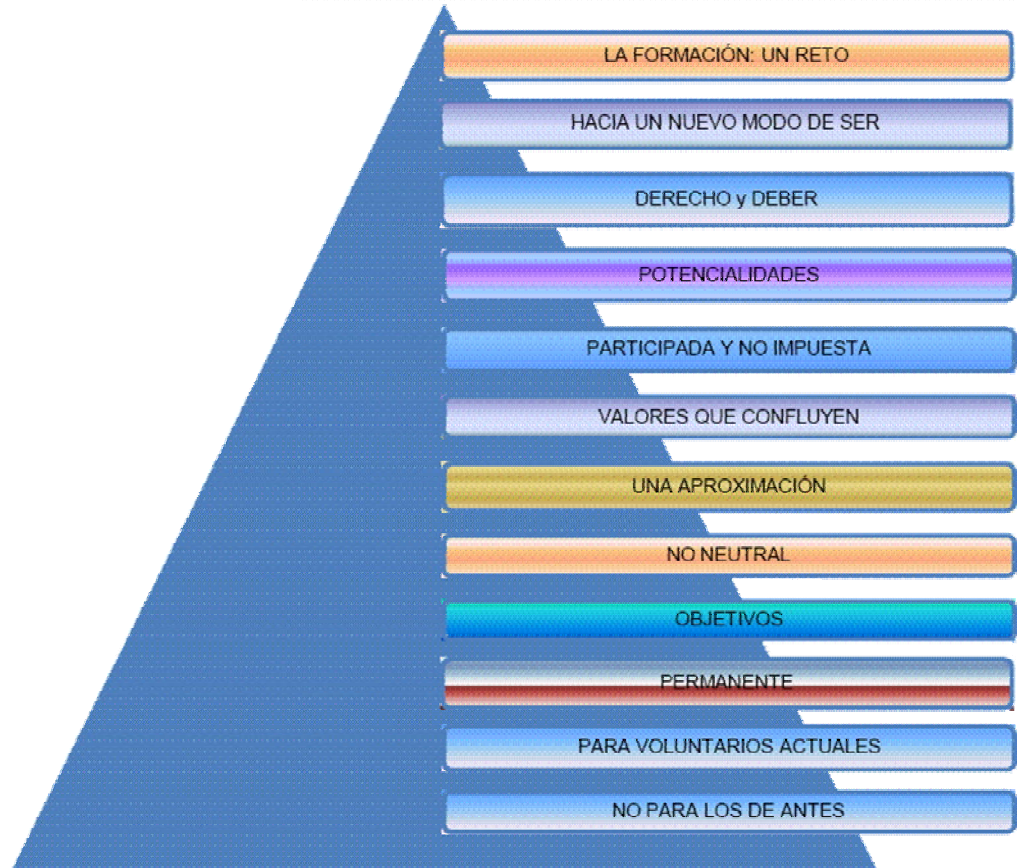 LA FORMACIÓN: UN RETO
HACIA UN NUEVO MODO DE SER
DERECHO y DEBER
POTENCIALIDADES
PARTICIPADA Y NO IMPUESTA
VALORES QUE CONFLUYEN
UNA APROXIMACIÓN
NO NEUTRAL
OBJETIVOS
PERMANENTE
PARA VOLUNTARIOS ACTUALES
NO PARA LOS DE ANTES